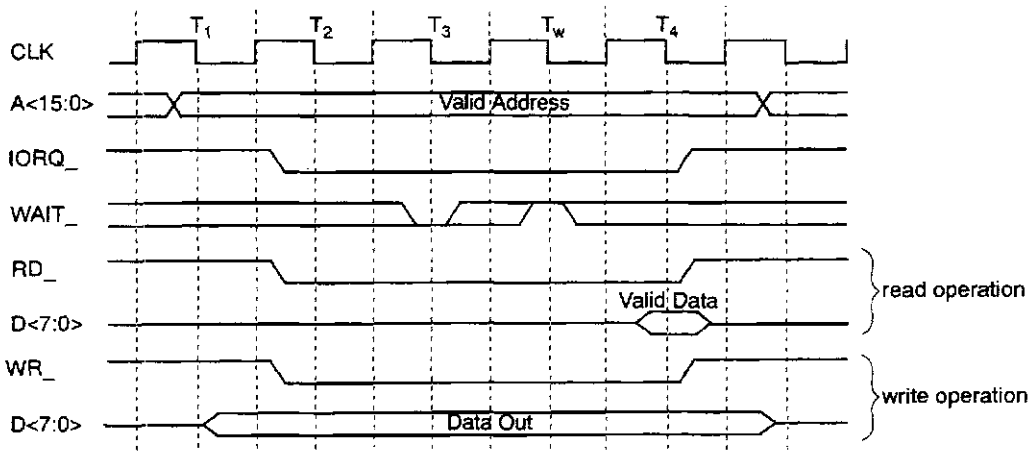 T1 T2 T3 Tw T4
CLK
A<15:0> Valid Address
IORQ_
WAIT_
RD_
read operation
Valid Data
D<7:0>
WR_
write operation
D<7:0> Data Out